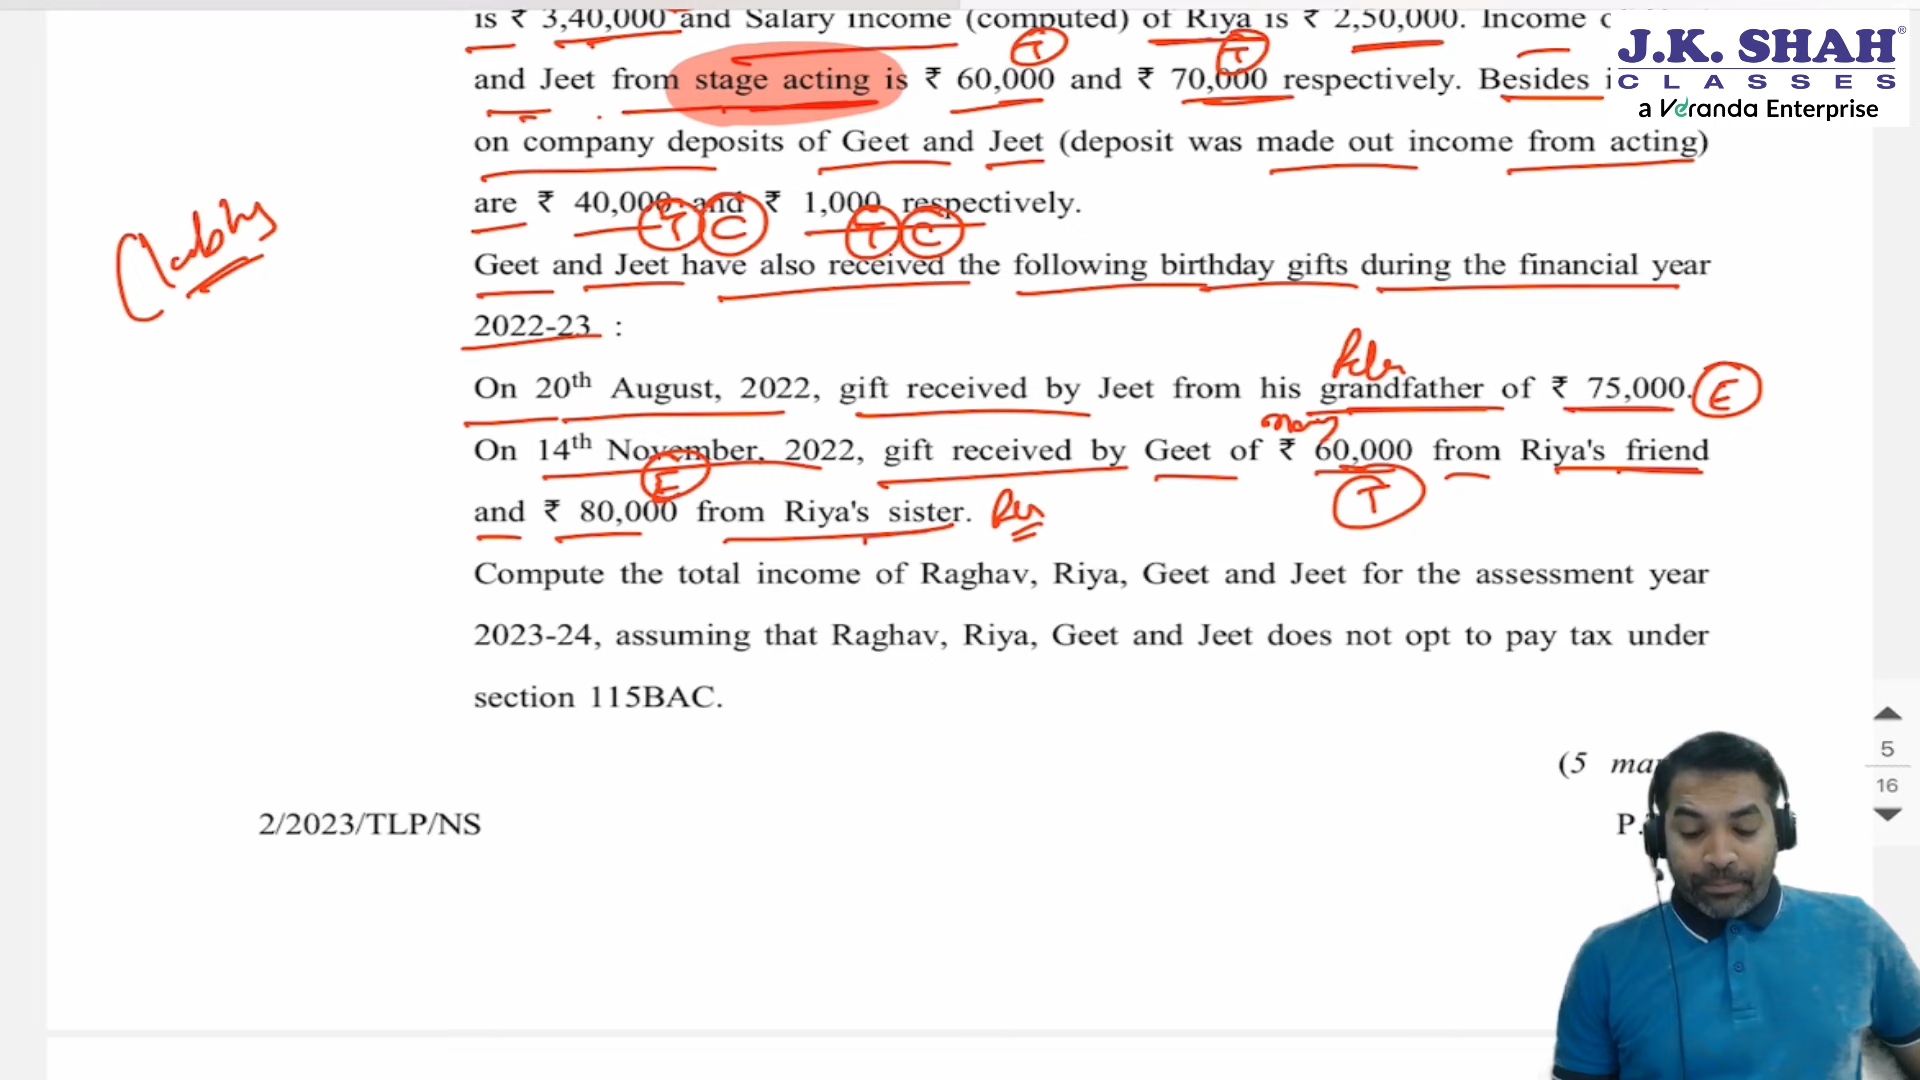 is ₹ 3,40,000 and Salary income (computed) of Riya is ₹ 2,50,000. Income
J.K. SHAH®
CLASSES
a Veranda Enterprise
T T
and Jeet from stage acting is ₹ 60,000 and ₹ 70,000 respectively. Besides
on company deposits of Geet and Jeet (deposit was made out income from acting)
are ₹ 40,000 and ₹ 1,000 respectively.
T C T C
Geet and Jeet have also received the following birthday gifts during the financial year
2022-23 :
On 20th August, 2022, gift received by Jeet from his grandfather of ₹ 75,000. E
On 14th November, 2022, gift received by Geet of ₹ 60,000 from Riya's friend
E T
and ₹ 80,000 from Riya's sister.
Compute the total income of Raghav, Riya, Geet and Jeet for the assessment year
2023-24, assuming that Raghav, Riya, Geet and Jeet does not opt to pay tax under
section 115BAC.
(5
2/2023/TLP/NS
P.
5
16